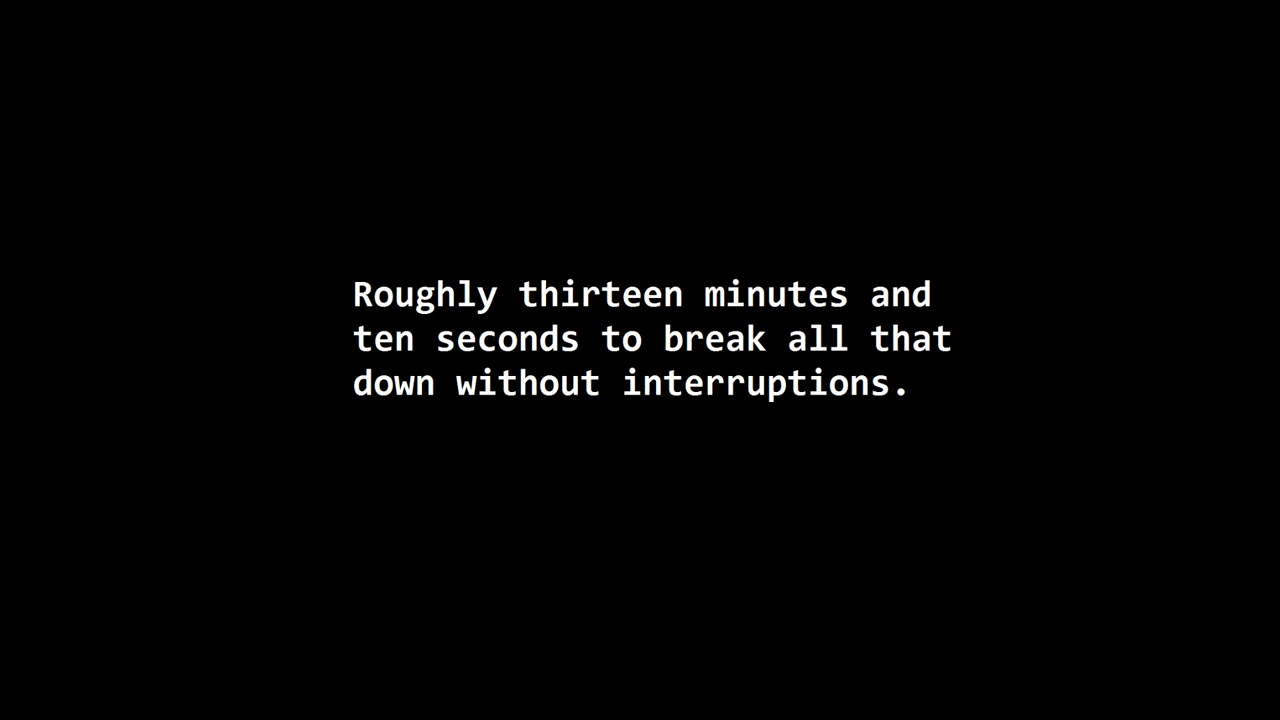 Roughly thirteen minutes and
ten seconds to break all that
down without interruptions.